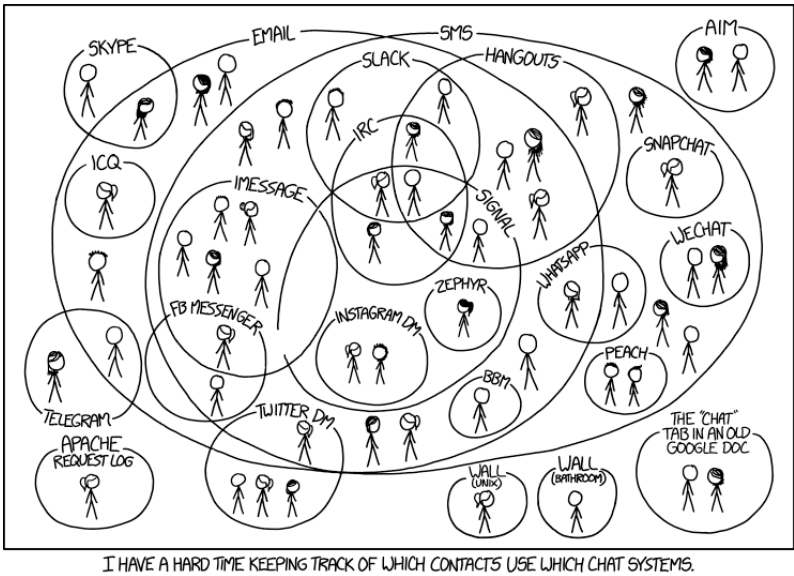 EMAIL
SMS
AIM
SKYPE
SLACK
HANGOUTS
IRC
SNAPCHAT
ICQ
IMESSAGE
SIGNAL
WECHAT
WHATSAPP
ZEPHYR
FB MESSENGER
INSTAGRAM DM
PEACH
BBM
TELEGRAM
TWITTER DM
THE "CHAT"
TAB IN AN OLD
GOOGLE DOC
APACHE
REQUEST LOG
WALL
(UNIX)
WALL
(BATHROOM)
I HAVE A HARD TIME KEEPING TRACK OF WHICH CONTACTS USE WHICH CHAT SYSTEMS.